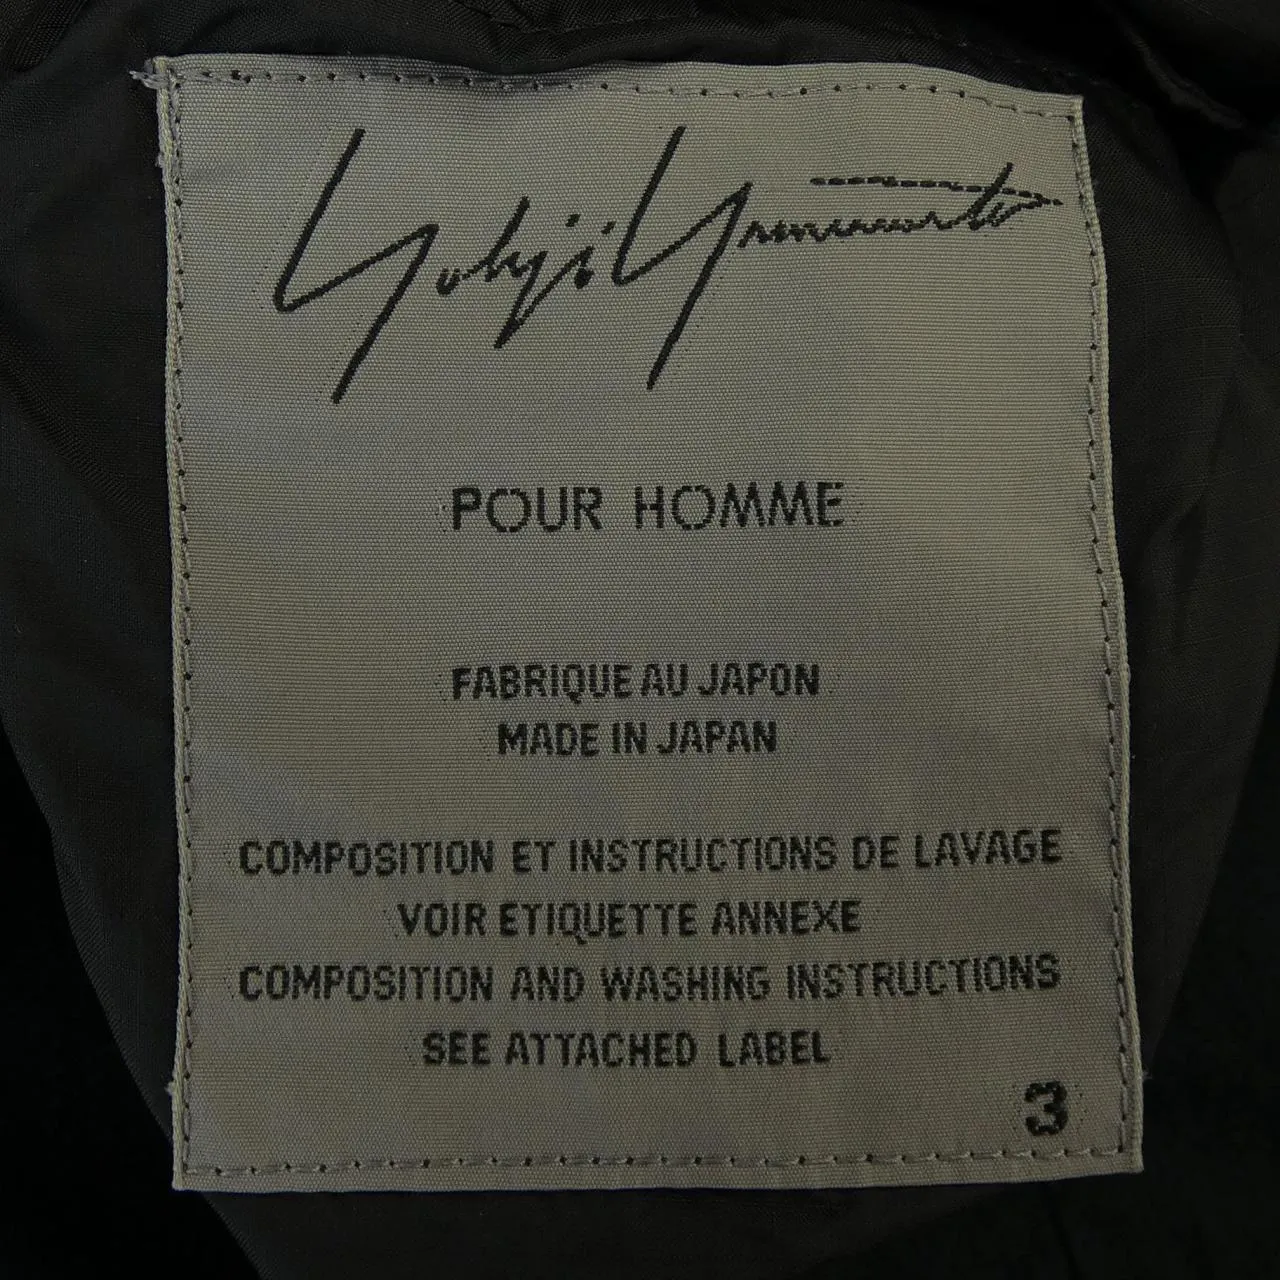 Yohji Yamamoto
POUR HOMME
FABRIQUE AU JAPON
MADE IN JAPAN
COMPOSITION ET INSTRUCTIONS DE LAVAGE
VOIR ETIQUETTE ANNEXE
COMPOSITION AND WASHING INSTRUCTIONS
SEE ATTACHED LABEL
3